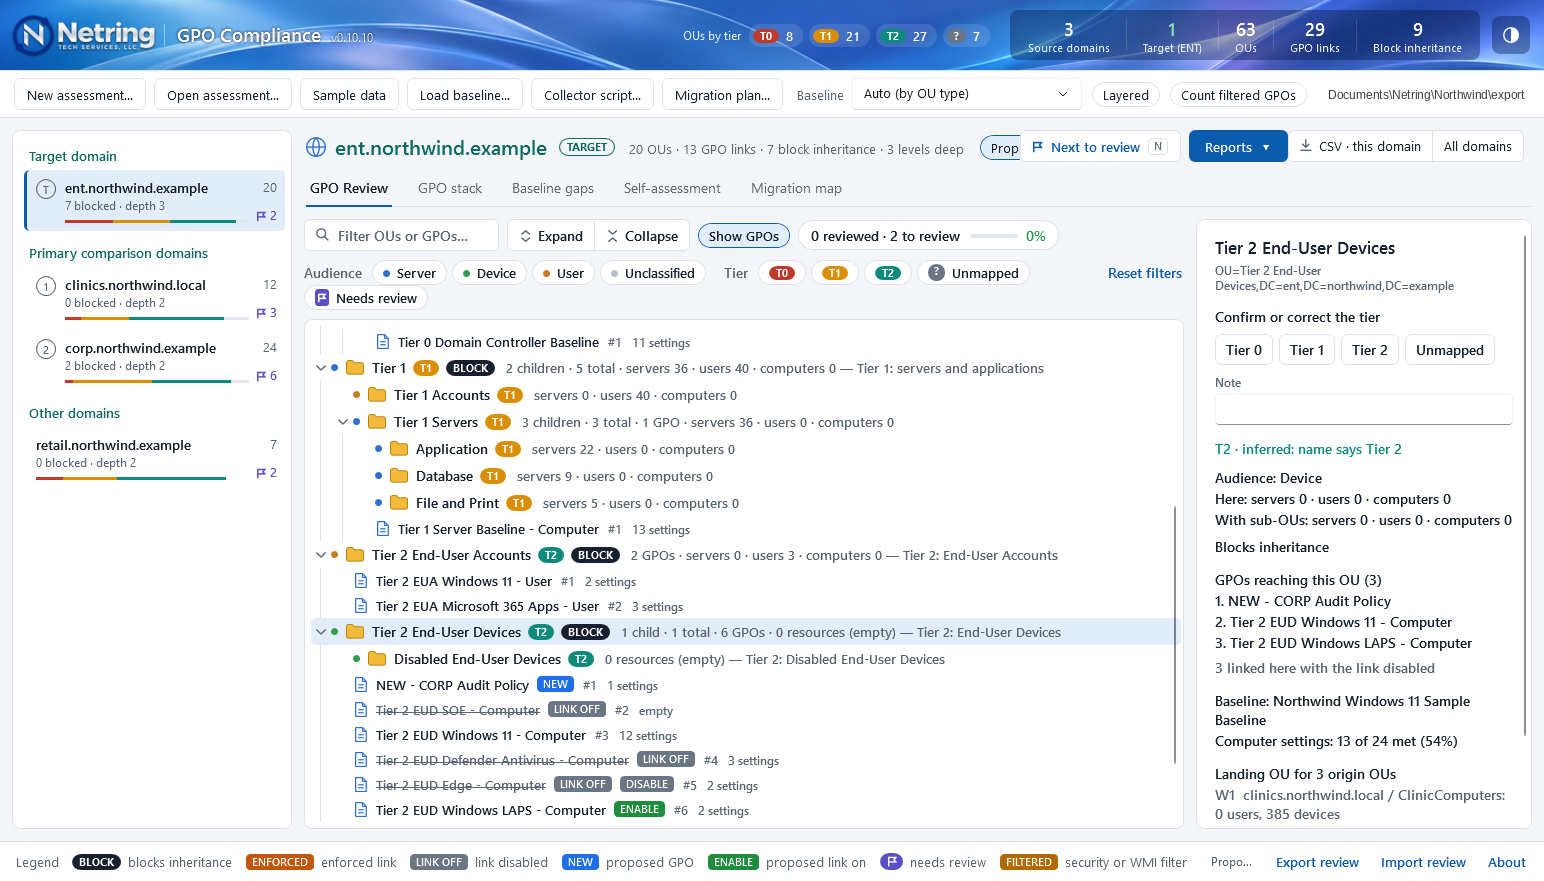 Netring
TECH SERVICES, LLC.
GPO Compliance v0.10.10
OUs by tier T0 8 T1 21 T2 27 ? 7
3 Source domains
1 Target (ENT)
63 OUs
29 GPO links
9 Block inheritance
New assessment... Open assessment... Sample data Load baseline... Collector script... Migration plan... Baseline Auto (by OU type) Layered Count filtered GPOs Documents\Netring\Northwind\export
Target domain
T ent.northwind.example 20
7 blocked · depth 3
2
Primary comparison domains
1 clinics.northwind.local 12
0 blocked · depth 2
3
2 corp.northwind.example 24
2 blocked · depth 2
6
Other domains
retail.northwind.example 7
0 blocked · depth 2
2
ent.northwind.example TARGET 20 OUs · 13 GPO links · 7 block inheritance · 3 levels deep Prop Next to review N Reports ▾ CSV · this domain All domains
GPO Review GPO stack Baseline gaps Self-assessment Migration map
Filter OUs or GPOs... Expand Collapse Show GPOs 0 reviewed · 2 to review 0%
Audience Server Device User Unclassified Tier T0 T1 T2 ? Unmapped Reset filters
Needs review
Tier 0 Domain Controller Baseline #1 11 settings
Tier 1 T1 BLOCK 2 children · 5 total · servers 36 · users 40 · computers 0 — Tier 1: servers and applications
Tier 1 Accounts T1 servers 0 · users 40 · computers 0
Tier 1 Servers T1 3 children · 3 total · 1 GPO · servers 36 · users 0 · computers 0
Application T1 servers 22 · users 0 · computers 0
Database T1 servers 9 · users 0 · computers 0
File and Print T1 servers 5 · users 0 · computers 0
Tier 1 Server Baseline - Computer #1 13 settings
Tier 2 End-User Accounts T2 BLOCK 2 GPOs · servers 0 · users 3 · computers 0 — Tier 2: End-User Accounts
Tier 2 EUA Windows 11 - User #1 2 settings
Tier 2 EUA Microsoft 365 Apps - User #2 3 settings
Tier 2 End-User Devices T2 BLOCK 1 child · 1 total · 6 GPOs · 0 resources (empty) — Tier 2: End-User Devices
Disabled End-User Devices T2 0 resources (empty) — Tier 2: Disabled End-User Devices
NEW - CORP Audit Policy NEW #1 1 settings
Tier 2 EUD SOE - Computer LINK OFF #2 empty
Tier 2 EUD Windows 11 - Computer #3 12 settings
Tier 2 EUD Defender Antivirus - Computer LINK OFF #4 3 settings
Tier 2 EUD Edge - Computer LINK OFF DISABLE #5 2 settings
Tier 2 EUD Windows LAPS - Computer ENABLE #6 2 settings
Tier 2 End-User Devices
OU=Tier 2 End-User
Devices,DC=ent,DC=northwind,DC=example
Confirm or correct the tier
Tier 0 Tier 1 Tier 2 Unmapped
Note
T2 · inferred: name says Tier 2
Audience: Device
Here: servers 0 · users 0 · computers 0
With sub-OUs: servers 0 · users 0 · computers 0
Blocks inheritance
GPOs reaching this OU (3)
1. NEW - CORP Audit Policy
2. Tier 2 EUD Windows 11 - Computer
3. Tier 2 EUD Windows LAPS - Computer
3 linked here with the link disabled
Baseline: Northwind Windows 11 Sample
Baseline
Computer settings: 13 of 24 met (54%)
Landing OU for 3 origin OUs
W1 clinics.northwind.local / ClinicComputers:
0 users, 385 devices
Legend BLOCK blocks inheritance ENFORCED enforced link LINK OFF link disabled NEW proposed GPO ENABLE proposed link on needs review FILTERED security or WMI filter Propo... Export review Import review About